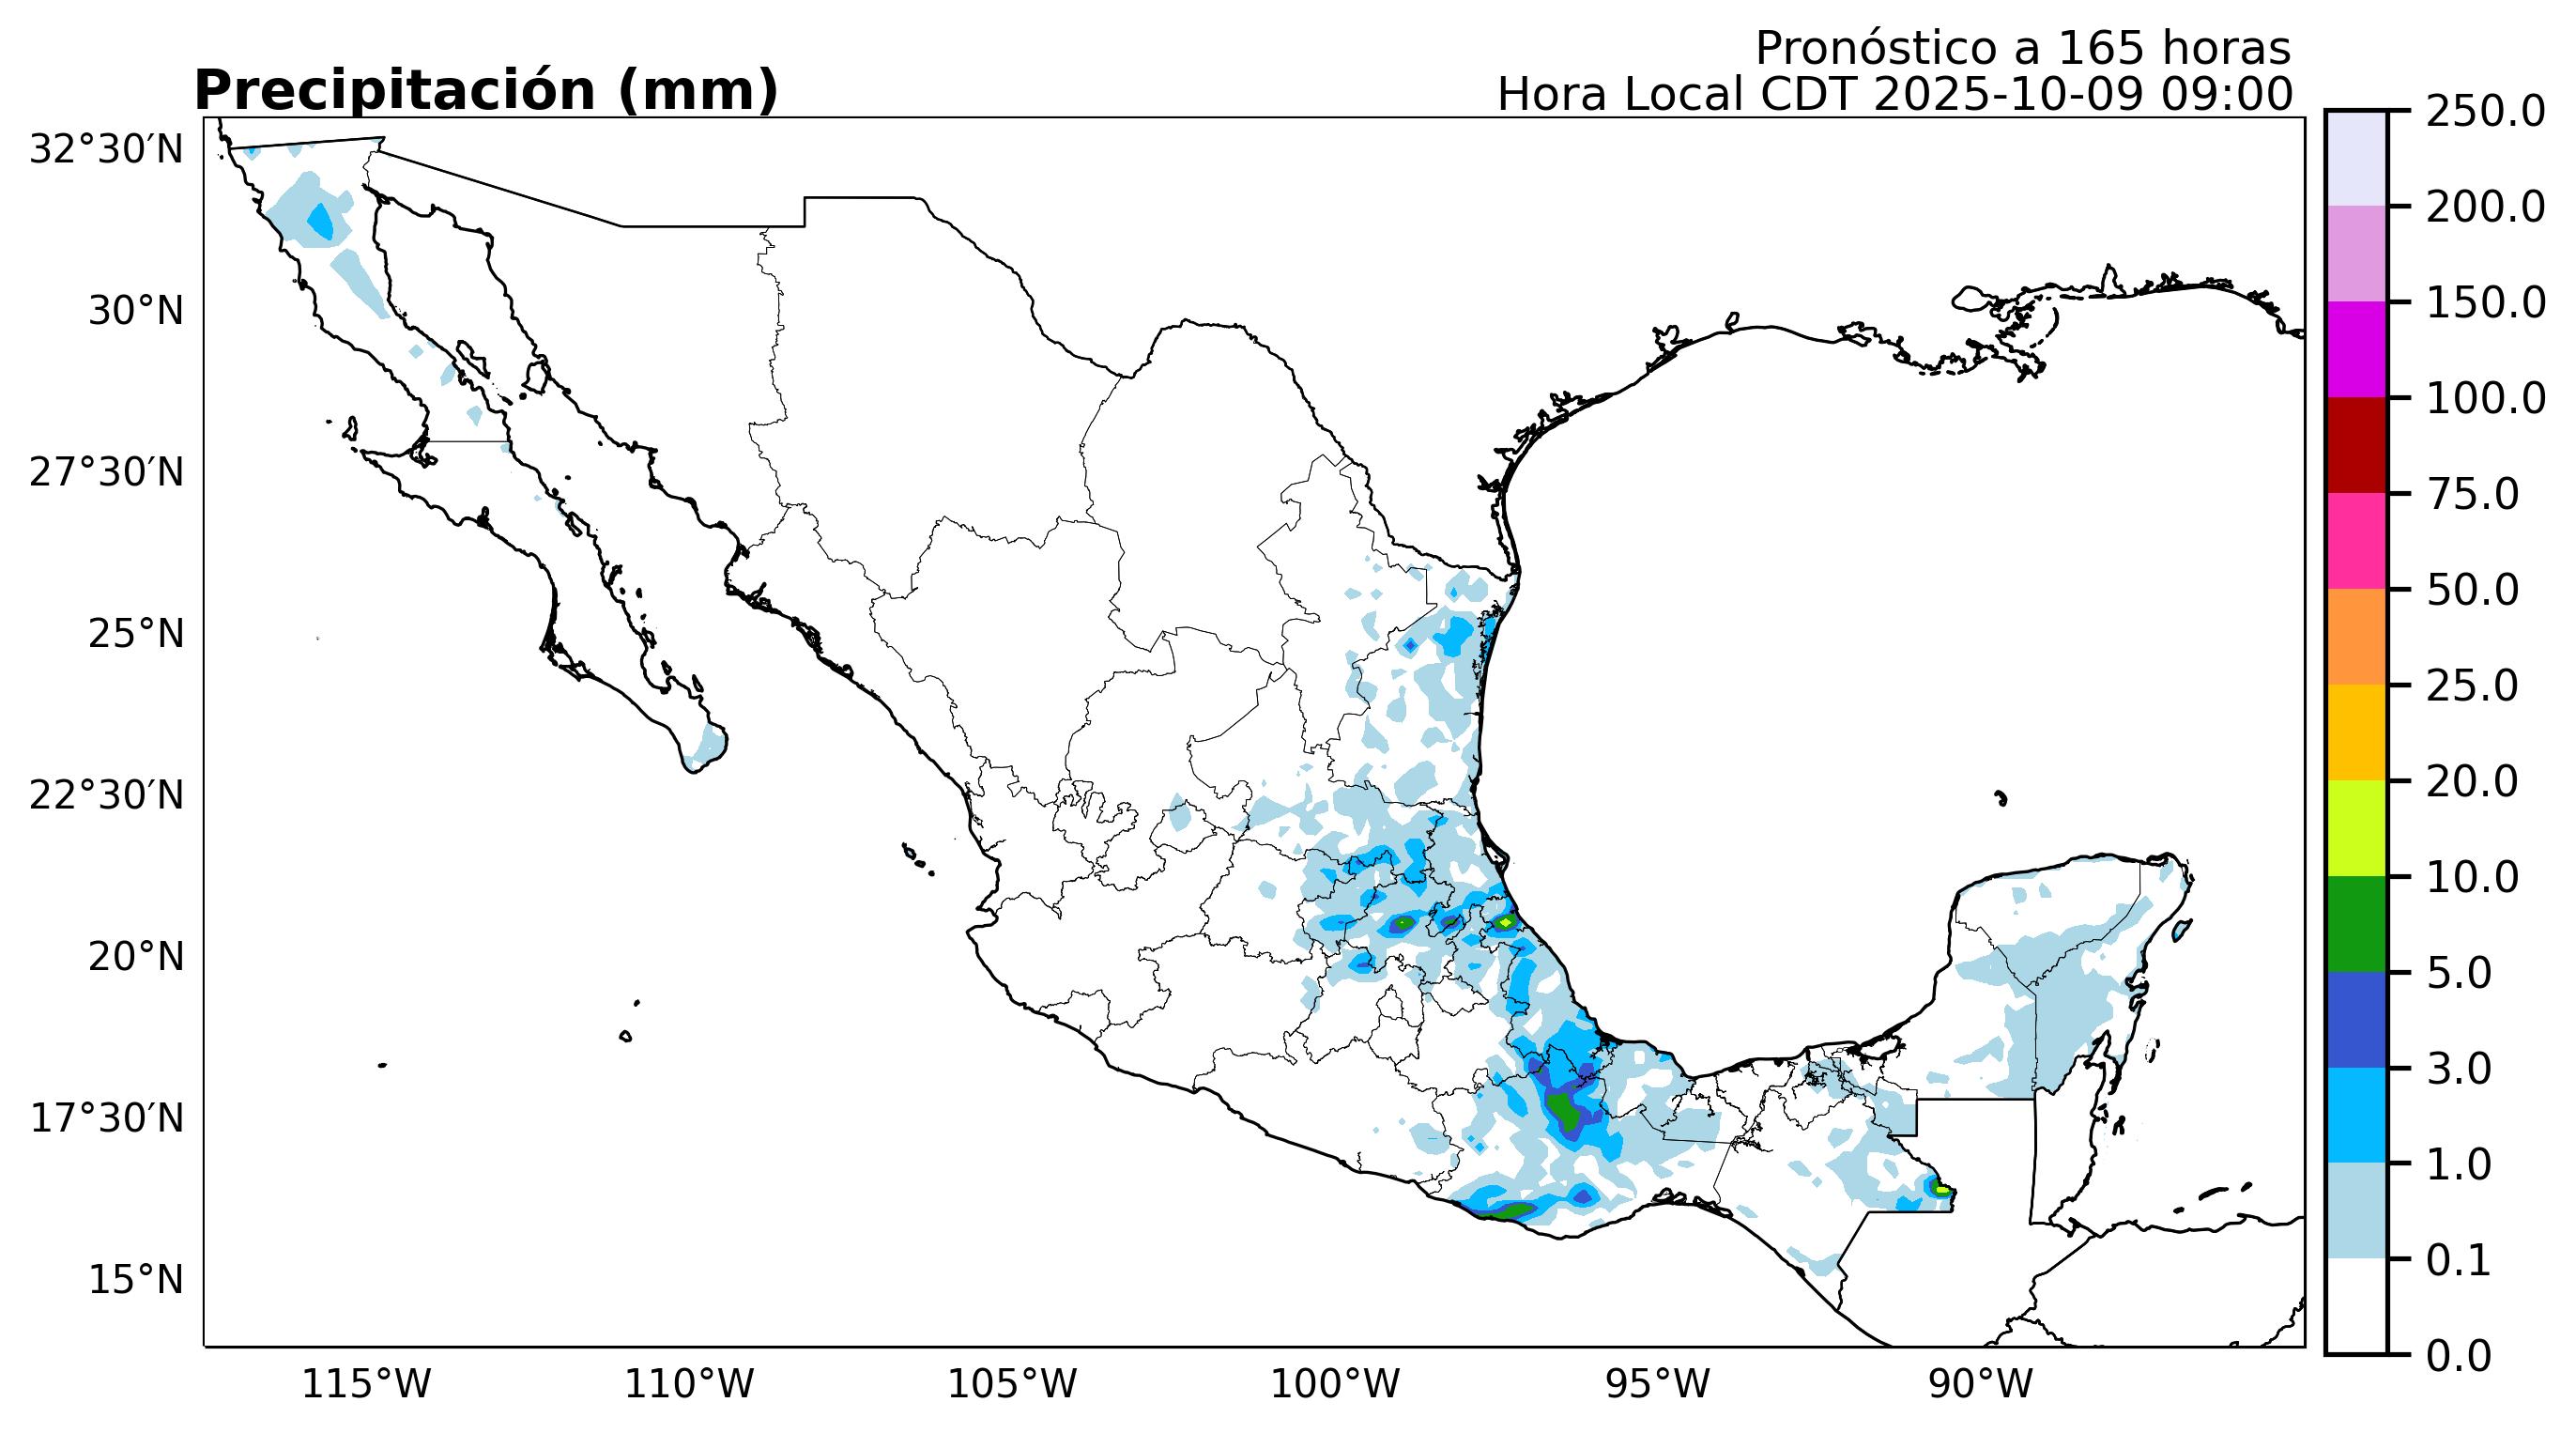 Pronóstico a 165 horas
Precipitación (mm)
Hora Local CDT 2025-10-09 09:00
32°30′N
30°N
27°30′N
25°N
22°30′N
20°N
17°30′N
15°N
115°W
110°W
105°W
100°W
95°W
90°W
250.0
200.0
150.0
100.0
75.0
50.0
25.0
20.0
10.0
5.0
3.0
1.0
0.1
0.0